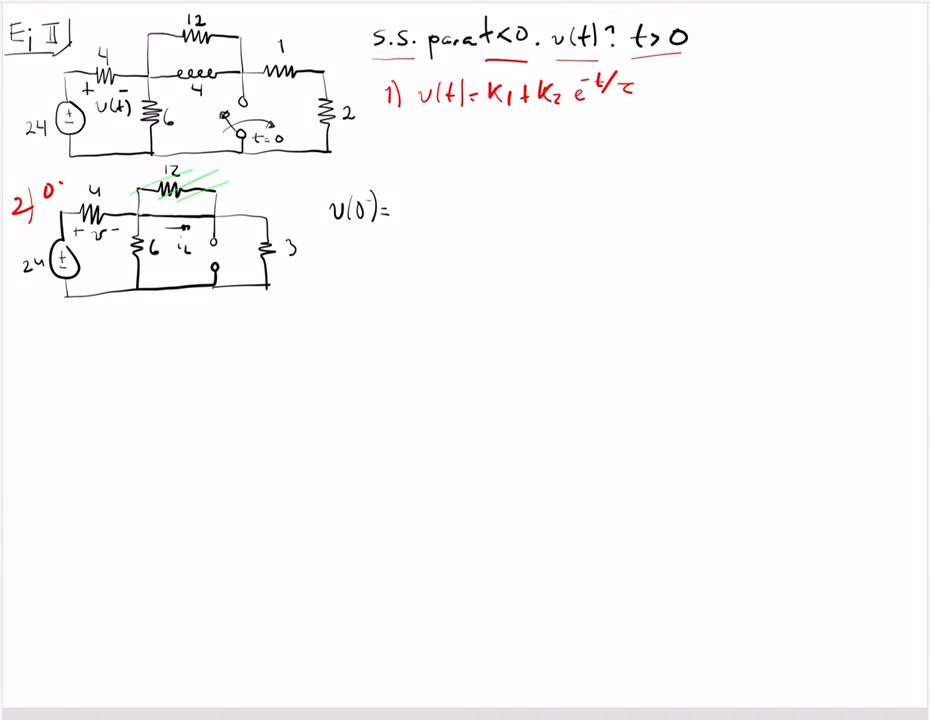 Ej II)
12
4
+ v(t) -
4
1
24
+ -
6
t=0
2
s.s. para t<0. v(t)? t>0
1) v(t)=K1+K2 e^-t/τ
2) 0-
12
4
+ v -
24
+ -
6
iL
3
v(0-)=